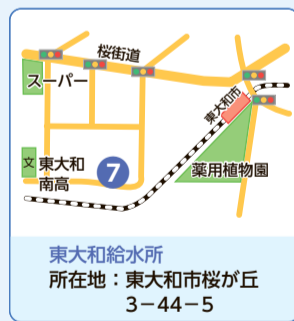 桜街道
スーパー
東大和市
文 東大和
南高
7
薬用植物園
東大和給水所
所在地：東大和市桜が丘
3−44−5